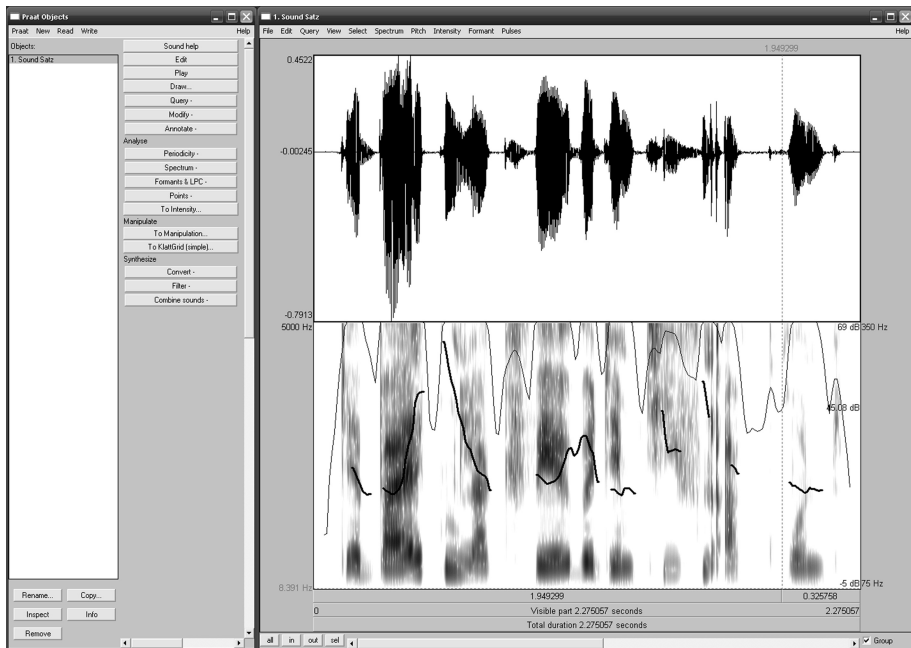 Praat Objects
Praat New Read Write Help
Objects:
1. Sound Satz
Sound help
Edit
Play
Draw...
Query -
Modify -
Annotate -
Analyse
Periodicity -
Spectrum -
Formants & LPC -
Points -
To Intensity...
Manipulate
To Manipulation...
To KlattGrid (simple)...
Synthesize
Convert -
Filter -
Combine sounds -
Rename... Copy...
Inspect Info
Remove
1. Sound Satz
File Edit Query View Select Spectrum Pitch Intensity Formant Pulses Help
1.949299
0.4522
-0.00245
-0.7913
5000 Hz 69 dB 350 Hz
45.08 dB
8.391 Hz -5 dB 75 Hz
1.949299 0.325758
0 Visible part 2.275057 seconds 2.275057
Total duration 2.275057 seconds
all in out sel Group